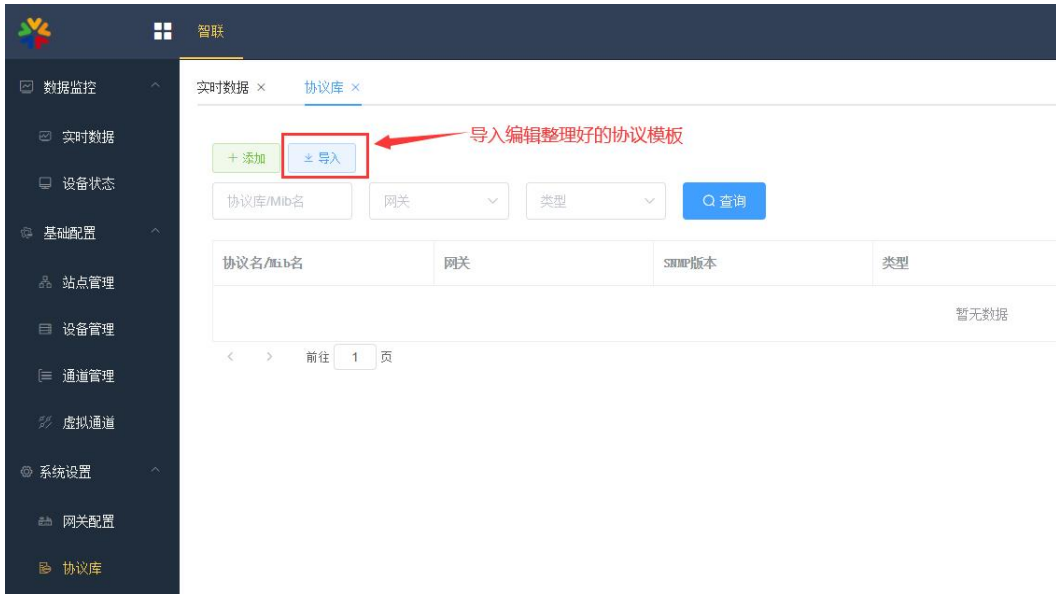 智联
数据监控
实时数据
设备状态
基础配置
站点管理
设备管理
通道管理
虚拟通道
系统设置
网关配置
协议库
实时数据 × 协议库 ×
导入编辑整理好的协议模板
+ 添加 导入
协议库/Mib名 网关 类型 查询
协议名/Mib名 网关 SNMP版本 类型
暂无数据
< > 前往 1 页